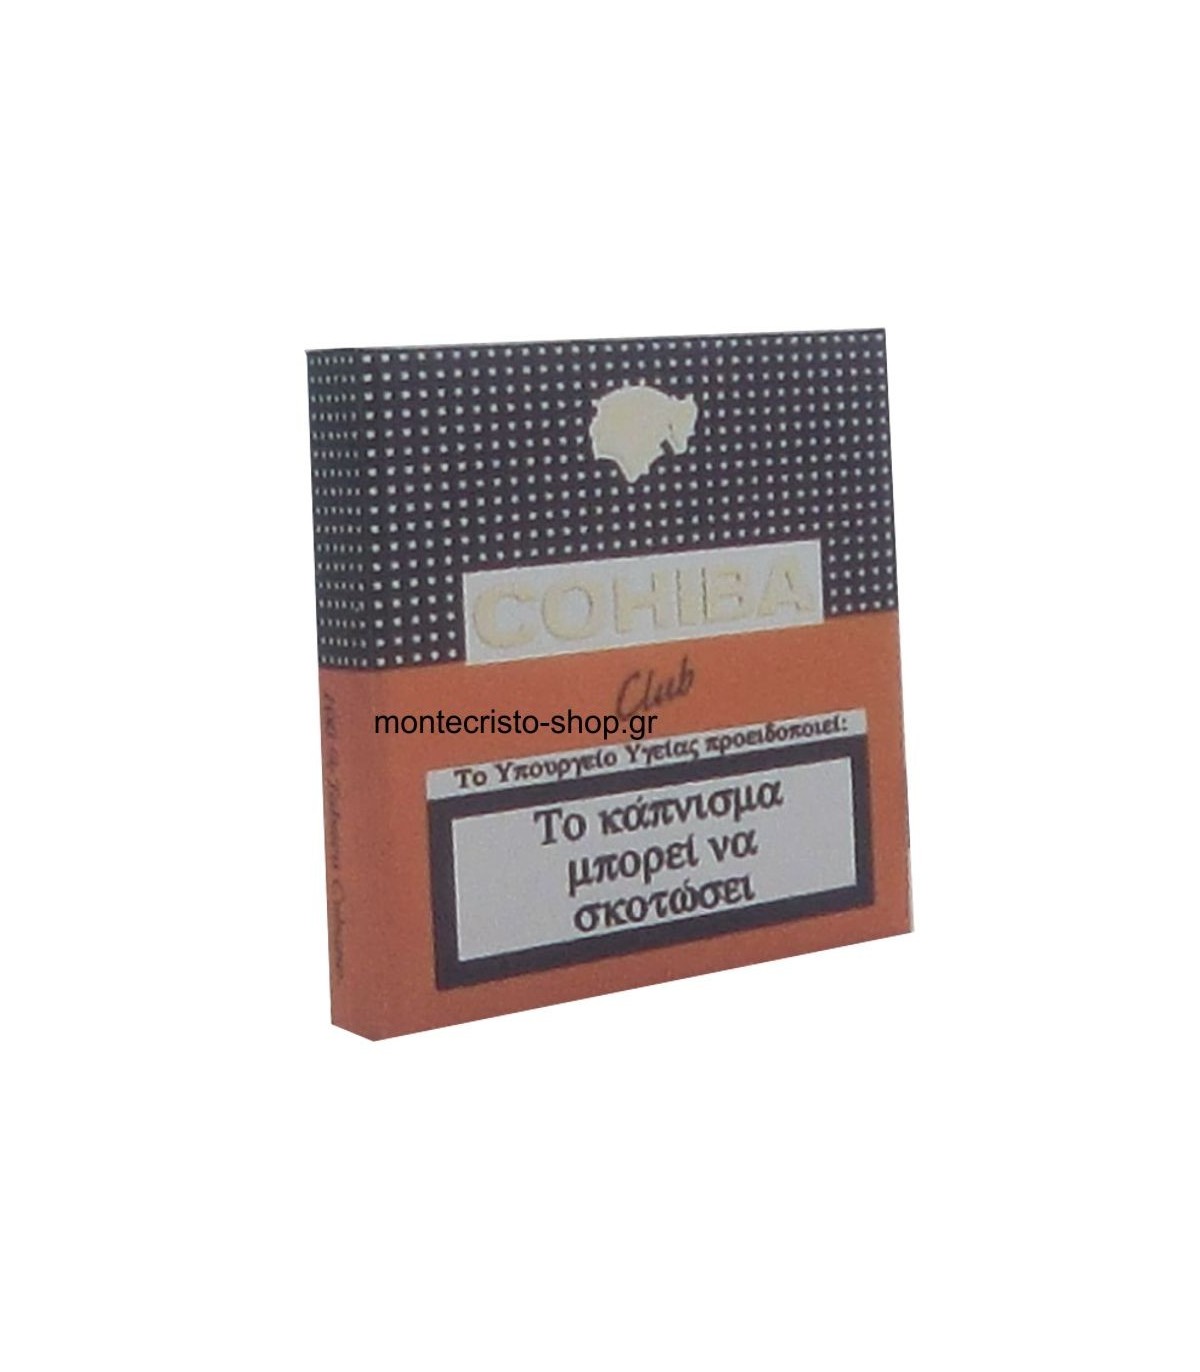 COHIBA
Club
montecristo-shop.gr
Το Υπουργείο Υγείας προειδοποιεί:
Το κάπνισμα
μπορεί να
σκοτώσει